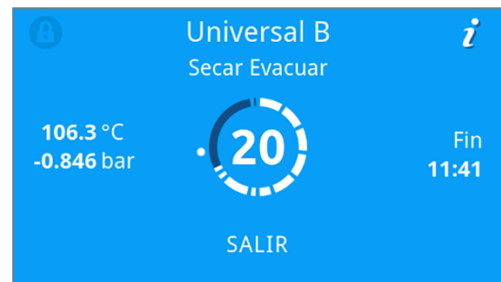 Universal B
i
Secar Evacuar
106.3 °C
-0.846 bar
20
Fin
11:41
SALIR